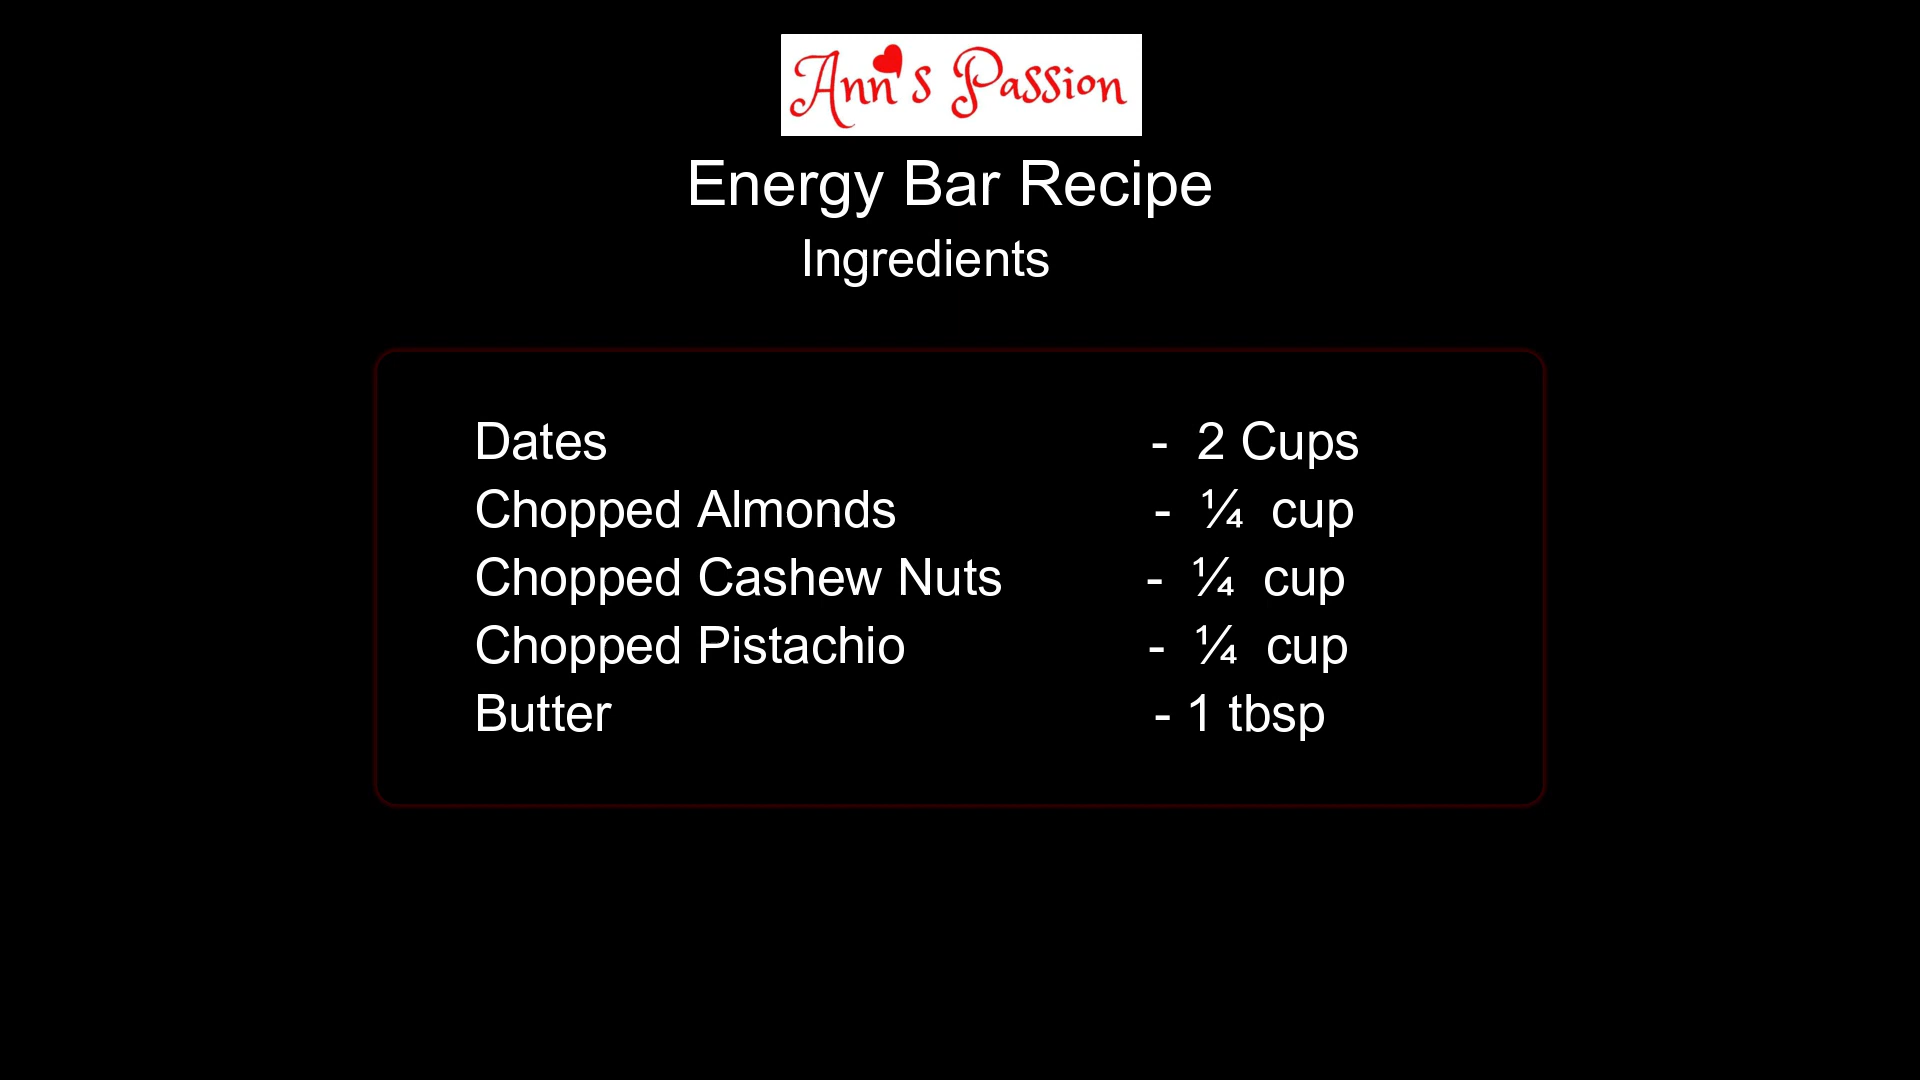 Ann's Passion
Energy Bar Recipe
Ingredients
Dates - 2 Cups
Chopped Almonds - ¼ cup
Chopped Cashew Nuts - ¼ cup
Chopped Pistachio - ¼ cup
Butter - 1 tbsp